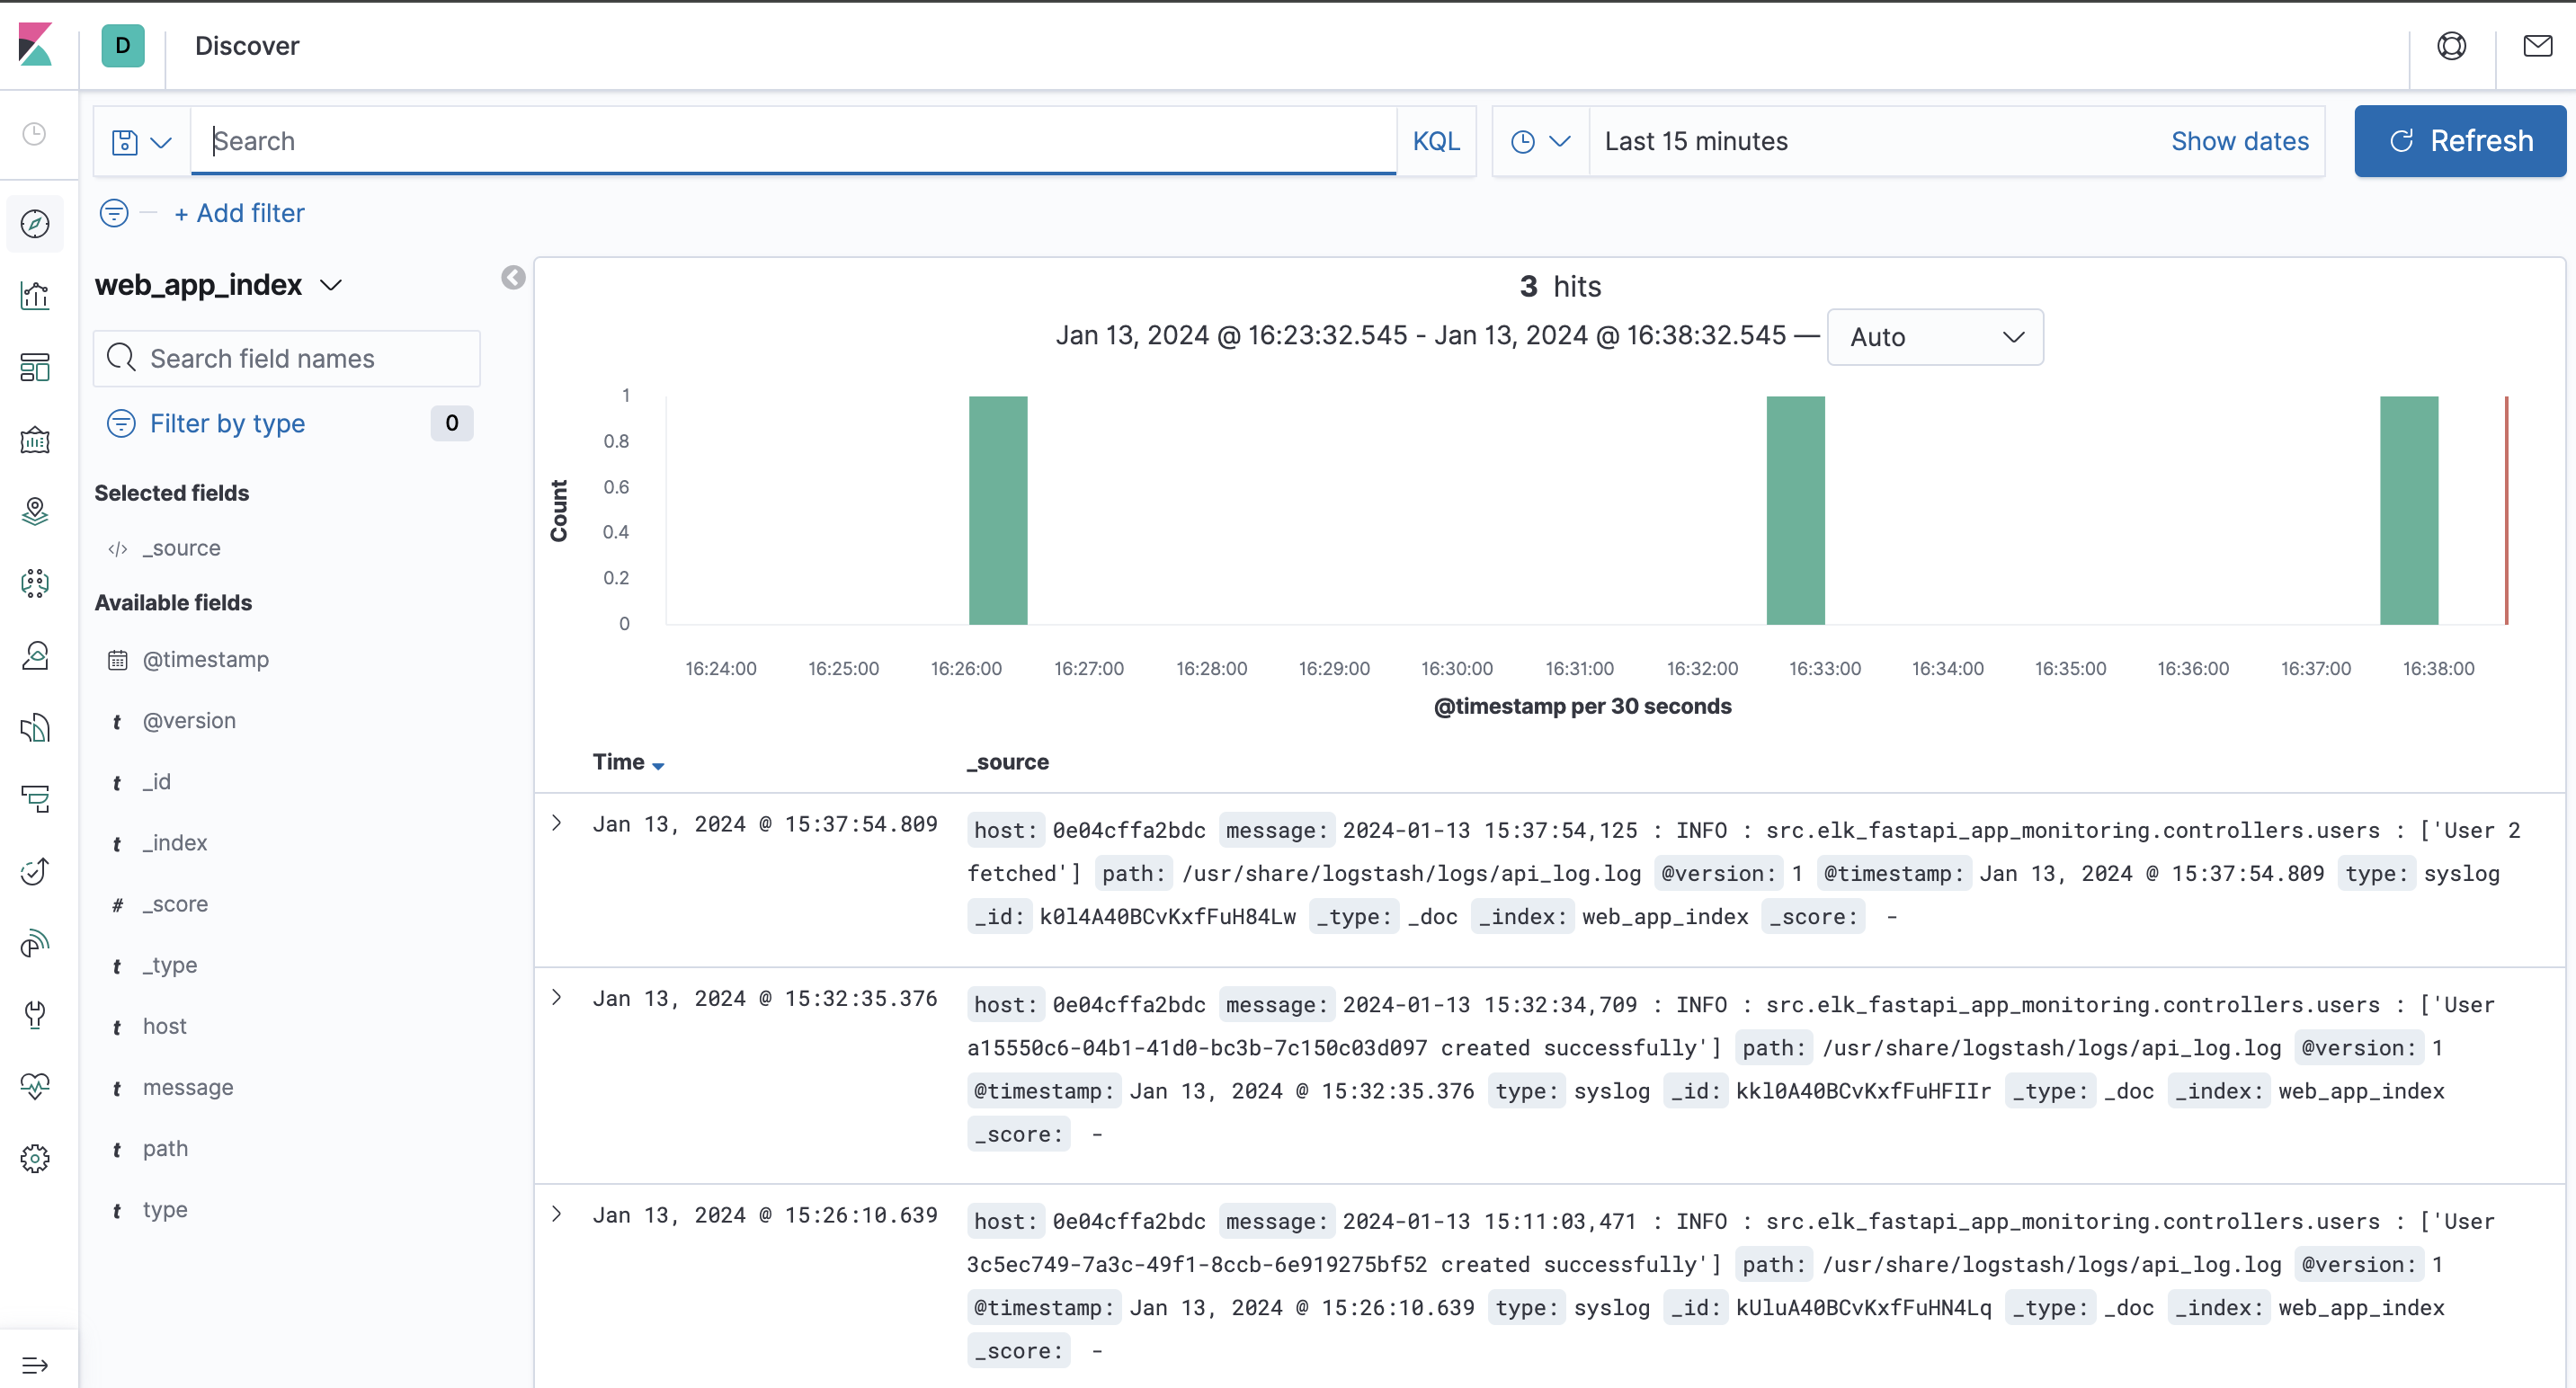 D
Discover
Search
KQL
Last 15 minutes
Show dates
Refresh
+ Add filter
web_app_index
Search field names
Filter by type
0
Selected fields
_source
Available fields
@timestamp
t @version
t _id
t _index
# _score
t _type
t host
t message
t path
t type
3 hits
Jan 13, 2024 @ 16:23:32.545 - Jan 13, 2024 @ 16:38:32.545 —
Auto
Count
1
0.8
0.6
0.4
0.2
0
16:24:00 16:25:00 16:26:00 16:27:00 16:28:00 16:29:00 16:30:00 16:31:00 16:32:00 16:33:00 16:34:00 16:35:00 16:36:00 16:37:00 16:38:00
@timestamp per 30 seconds
Time
_source
Jan 13, 2024 @ 15:37:54.809
host: 0e04cffa2bdc message: 2024-01-13 15:37:54,125 : INFO : src.elk_fastapi_app_monitoring.controllers.users : ['User 2
fetched'] path: /usr/share/logstash/logs/api_log.log @version: 1 @timestamp: Jan 13, 2024 @ 15:37:54.809 type: syslog
_id: k0l4A40BCvKxfFuH84Lw _type: _doc _index: web_app_index _score: -
Jan 13, 2024 @ 15:32:35.376
host: 0e04cffa2bdc message: 2024-01-13 15:32:34,709 : INFO : src.elk_fastapi_app_monitoring.controllers.users : ['User
a15550c6-04b1-41d0-bc3b-7c150c03d097 created successfully'] path: /usr/share/logstash/logs/api_log.log @version: 1
@timestamp: Jan 13, 2024 @ 15:32:35.376 type: syslog _id: kkl0A40BCvKxfFuHFIIr _type: _doc _index: web_app_index
_score: -
Jan 13, 2024 @ 15:26:10.639
host: 0e04cffa2bdc message: 2024-01-13 15:11:03,471 : INFO : src.elk_fastapi_app_monitoring.controllers.users : ['User
3c5ec749-7a3c-49f1-8ccb-6e919275bf52 created successfully'] path: /usr/share/logstash/logs/api_log.log @version: 1
@timestamp: Jan 13, 2024 @ 15:26:10.639 type: syslog _id: kUluA40BCvKxfFuHN4Lq _type: _doc _index: web_app_index
_score: -